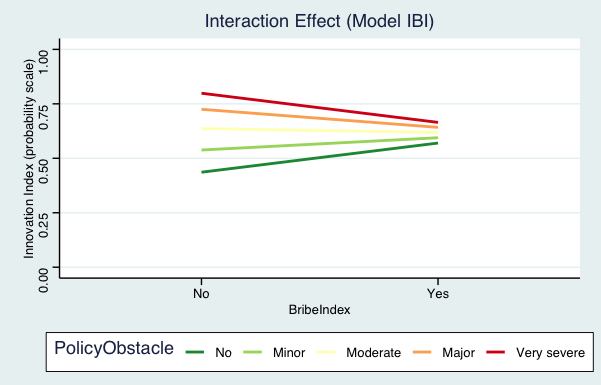 Interaction Effect (Model IBI)
Innovation Index (probability scale)
1.00
0.75
0.50
0.25
0.00
No Yes
BribeIndex
PolicyObstacle No Minor Moderate Major Very severe